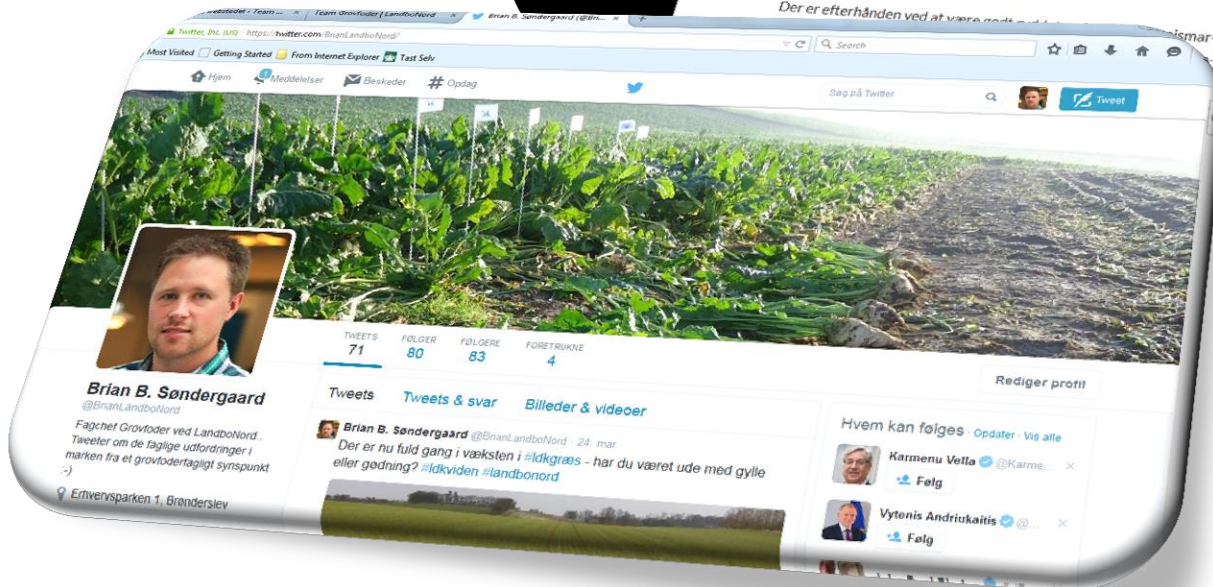 Der er efterhånden ved at være godt
Team Grovfoder | LandboNord
Brian B. Søndergaard (@Bri...
Twitter, Inc. (US) https://twitter.com/BrianLandboNord/
Search
Most Visited Getting Started From Internet Explorer Tast Selv
Hjem Meddelelser Beskeder Opdag
Søg på Twitter
Tweet
TWEETS FØLGER FØLGERE FORETRUKNE
71 80 83 4
Rediger profil
Brian B. Søndergaard
@BrianLandboNord
Fagchef Grovfoder ved LandboNord..
Tweeter om de faglige udfordringer i
marken fra et grovfoderfagligt synspunkt
:-)
Erhvervsparken 1, Brønderslev
Tweets Tweets & svar Billeder & videoer
Brian B. Søndergaard @BrianLandboNord · 24. mar.
Der er nu fuld gang i væksten i #ldkgræs - har du været ude med gylle
eller gødning? #ldkviden #landbonord
Hvem kan følges · Opdater · Vis alle
Karmenu Vella @Karme...
Følg
Vytenis Andriukaitis @...
Følg